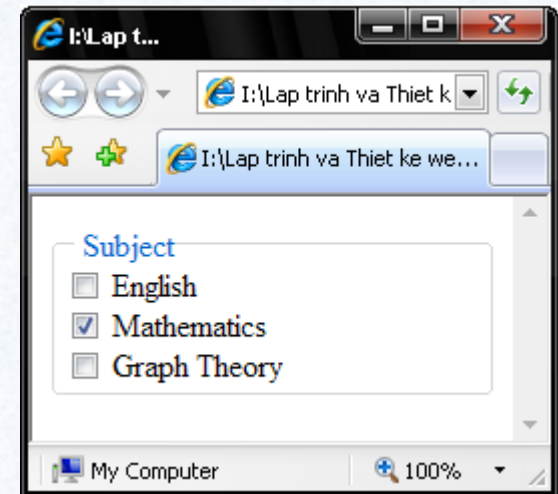 I:\Lap t...
I:\Lap trinh va Thiet k
I:\Lap trinh va Thiet ke we...
Subject
English
Mathematics
Graph Theory
My Computer
100%